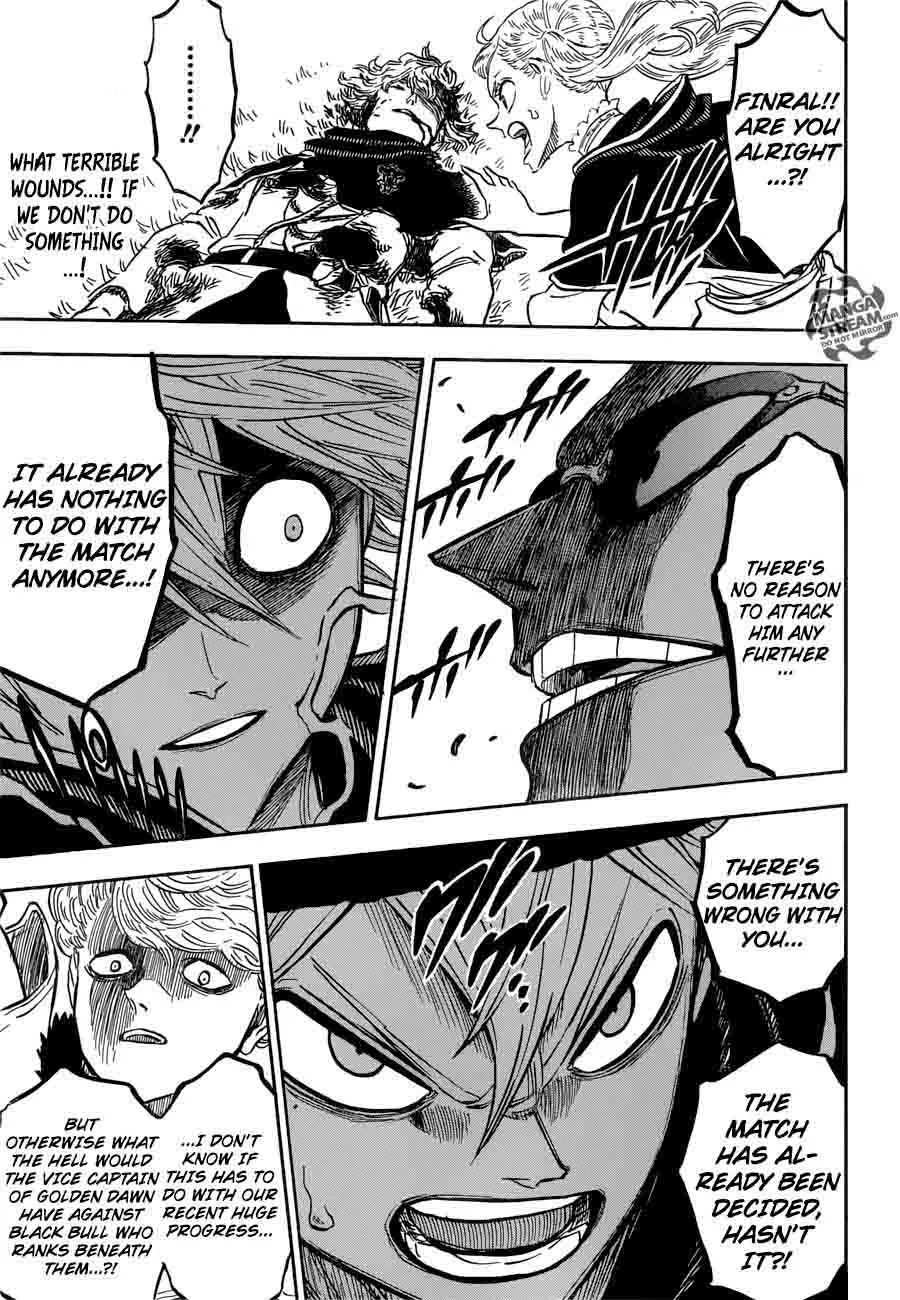 FINRAL!!
ARE YOU
ALRIGHT
...?!
.........!!
WHAT TERRIBLE
WOUNDS...!! IF
WE DON'T DO
SOMETHING
...!
MANGA
STREAM.com
DO NOT MIRROR
THERE'S
NO REASON
TO ATTACK
HIM ANY
FURTHER
...
IT ALREADY
HAS NOTHING
TO DO WITH
THE MATCH
ANYMORE...!
THERE'S
SOMETHING
WRONG WITH
YOU...
THE
MATCH
HAS AL-
READY BEEN
DECIDED,
HASN'T
IT?!
...I DON'T
KNOW IF
THIS HAS TO
DO WITH OUR
RECENT HUGE
PROGRESS...
BUT
OTHERWISE WHAT
THE HELL WOULD
THE VICE CAPTAIN
OF GOLDEN DAWN
HAVE AGAINST
BLACK BULL WHO
RANKS BENEATH
THEM...?!